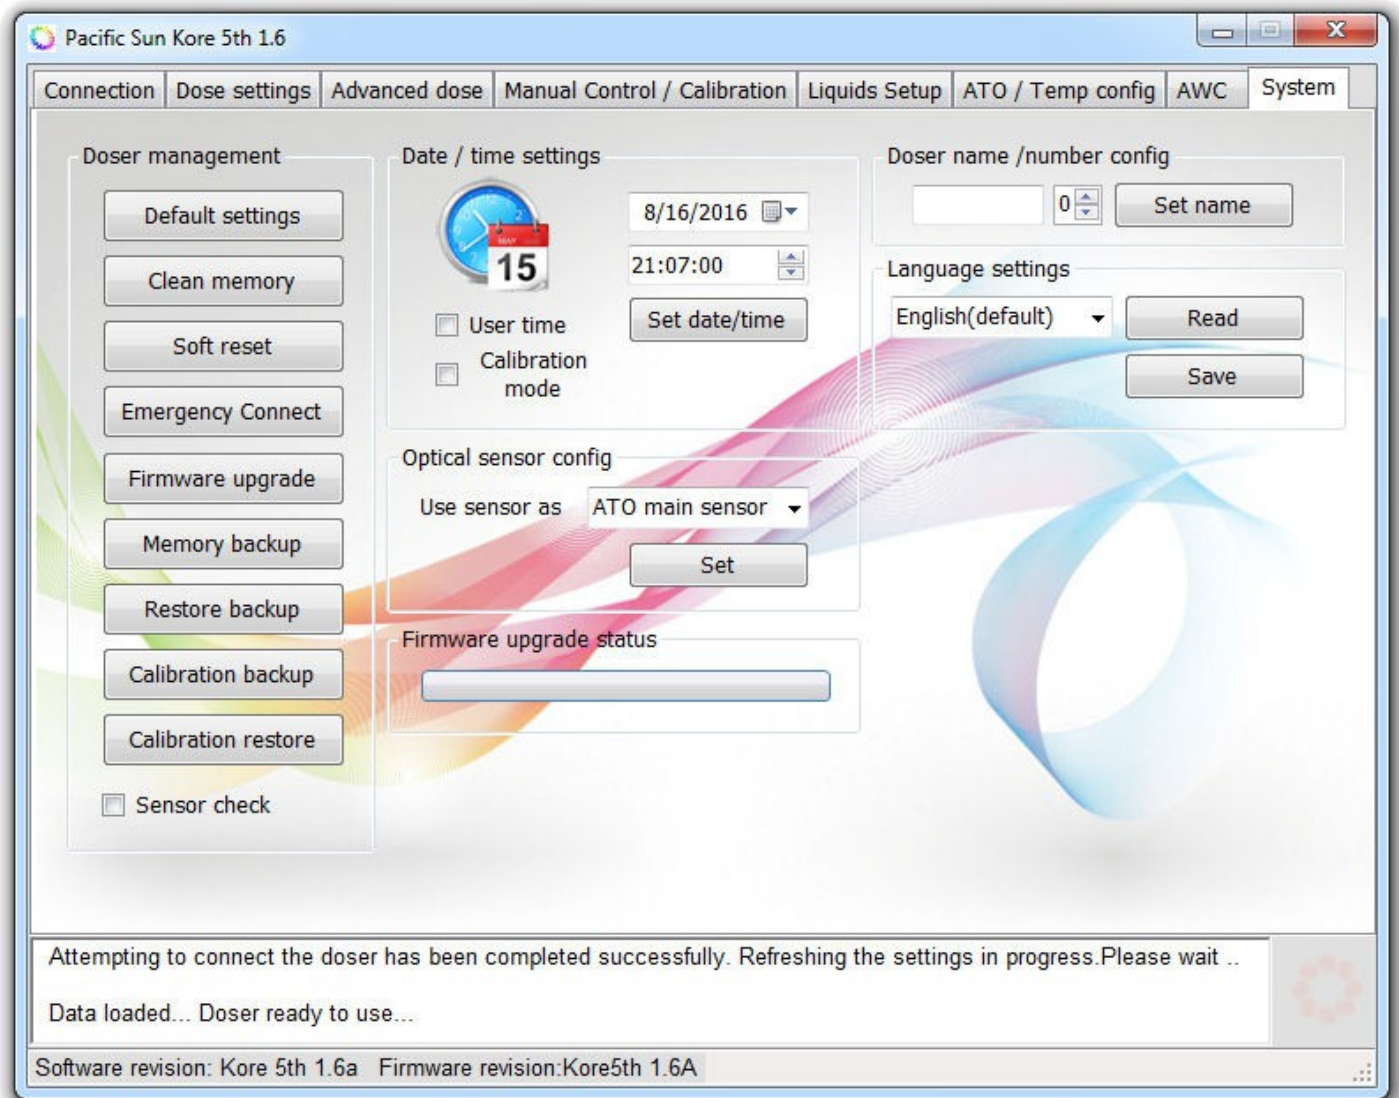 Pacific Sun Kore 5th 1.6
Connection Dose settings Advanced dose Manual Control / Calibration Liquids Setup ATO / Temp config AWC System
Doser management
Default settings
Clean memory
Soft reset
Emergency Connect
Firmware upgrade
Memory backup
Restore backup
Calibration backup
Calibration restore
Sensor check
Date / time settings
MAY
15
8/16/2016
21:07:00
User time
Set date/time
Calibration
mode
Optical sensor config
Use sensor as ATO main sensor
Set
Firmware upgrade status
Doser name /number config
0 Set name
Language settings
English(default) Read
Save
Attempting to connect the doser has been completed successfully. Refreshing the settings in progress.Please wait ..
Data loaded... Doser ready to use...
Software revision: Kore 5th 1.6a Firmware revision:Kore5th 1.6A